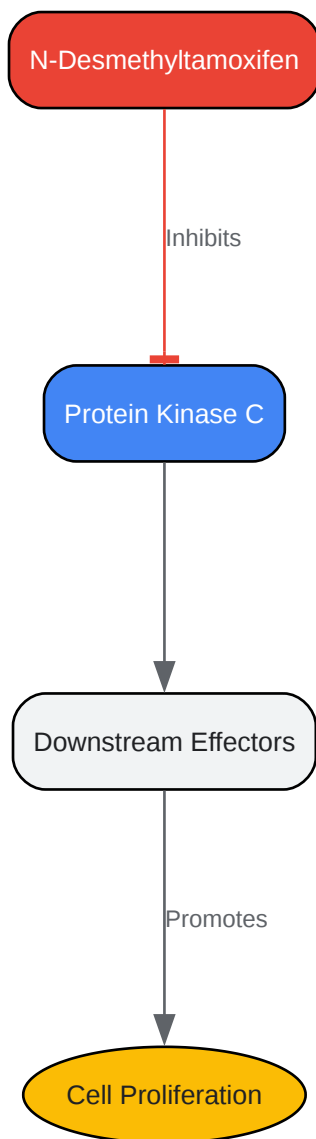 N-Desmethyltamoxifen
Inhibits
Protein Kinase C
Downstream Effectors
Promotes
Cell Proliferation